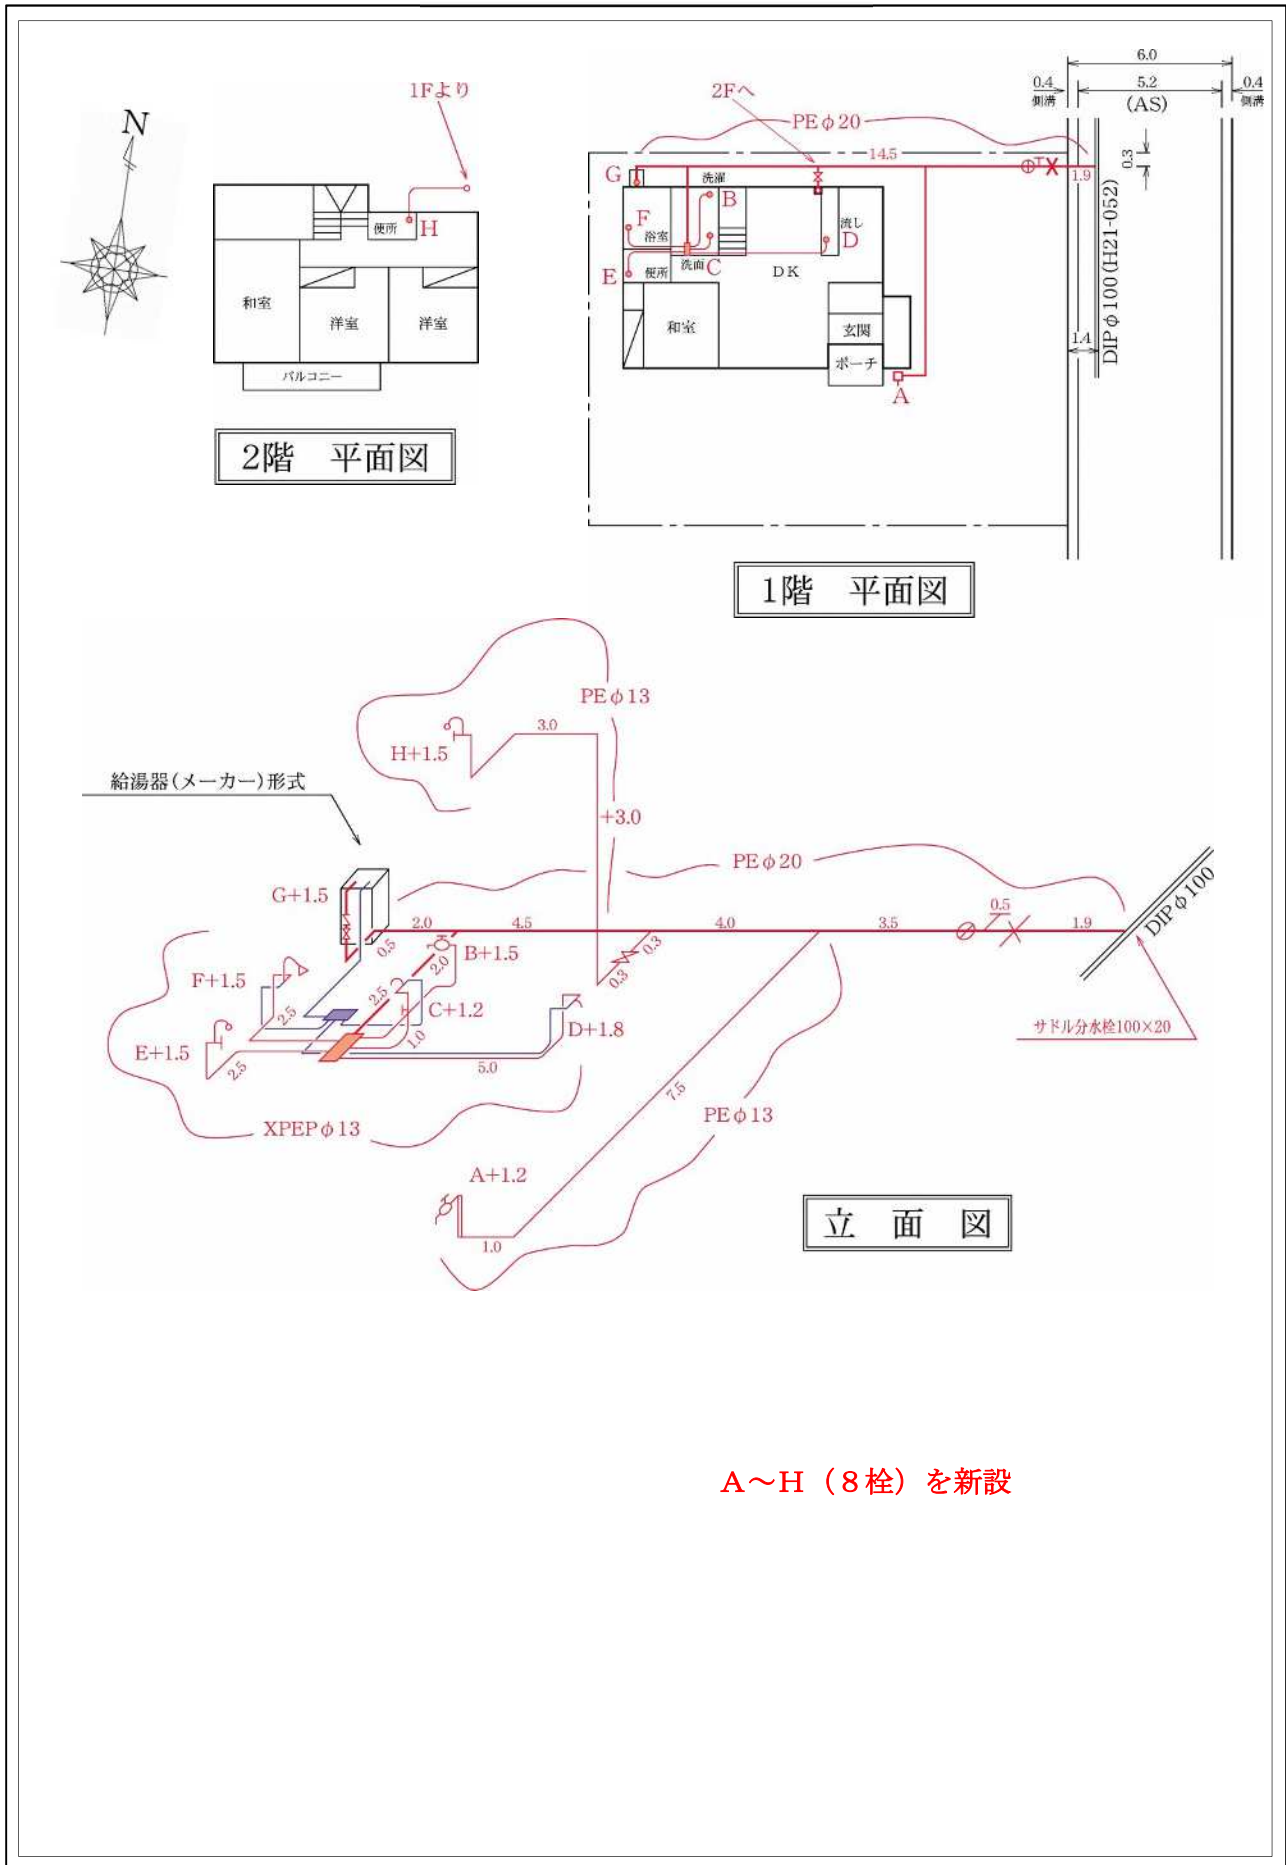 N
1Fより
便所
H
和室
洋室
洋室
バルコニー
2階 平面図
6.0
0.4
側溝
5.2
(AS)
0.4
側溝
2Fへ
PEφ20
14.5
T
1.9
0.3
DIPφ100(H21-052)
1.4
G
洗濯
B
F
浴室
流し
D
E
便所
洗面
C
DK
和室
玄関
ポーチ
A
1階 平面図
PEφ13
H+1.5
3.0
+3.0
給湯器(メーカー)形式
PEφ20
G+1.5
2.0
4.5
4.0
3.5
0.5
1.9
DIPφ100
0.5
B+1.5
2.0
0.3
0.3
F+1.5
2.5
C+1.2
D+1.8
サドル分水栓100×20
2.5
1.0
E+1.5
2.5
5.0
7.5
XPEPφ13
PEφ13
A+1.2
1.0
立面図
A～H（8栓）を新設